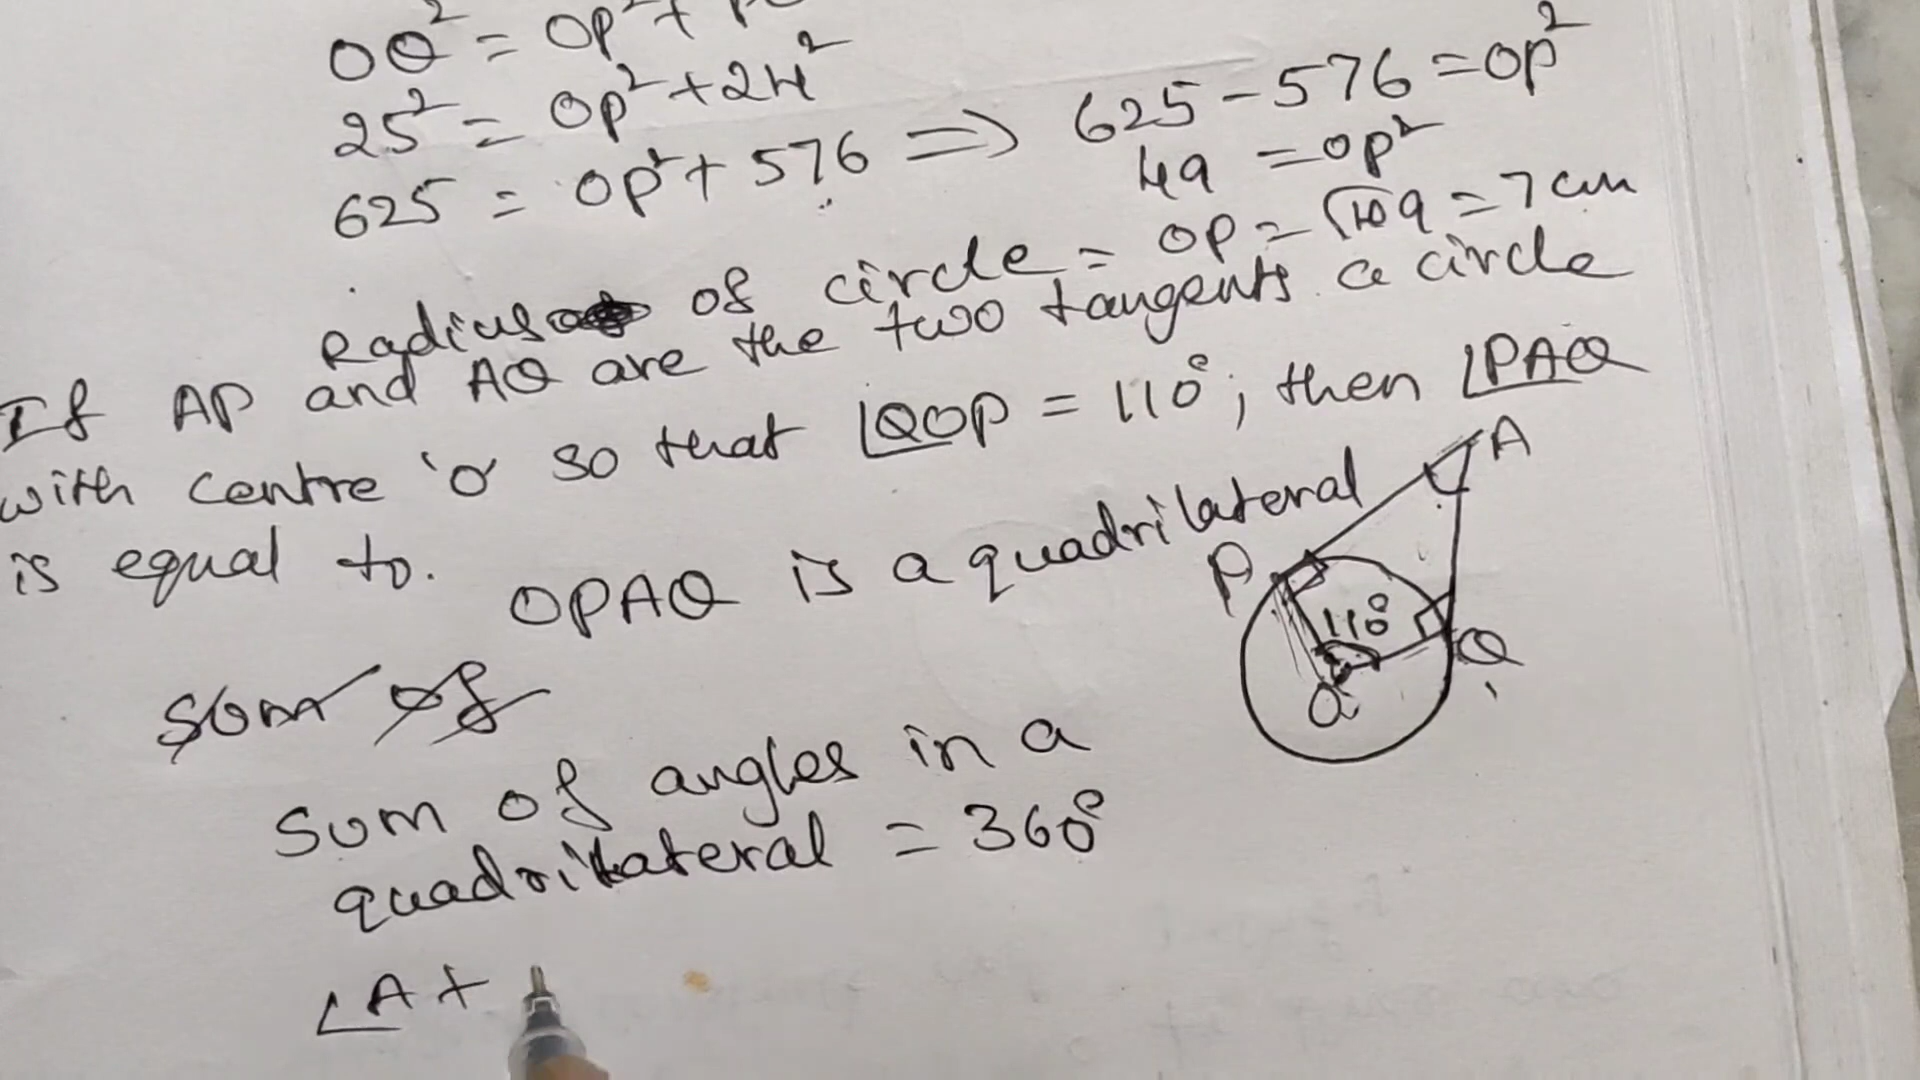 OQ² = OP² +
25² = OP² + 24²
625 = OP² + 576 ⇒ 625 - 576 = OP²
49 = OP²
Radius of circle = OP = √49 = 7 cm
If AP and AQ are the two tangents a circle
with centre 'O' so that ∠QOP = 110°, then ∠PAQ
is equal to.
OPAQ is a quadrilateral
A
P
110°
Q
O
Sum of
Sum of angles in a
quadrilateral = 360°
∠A +